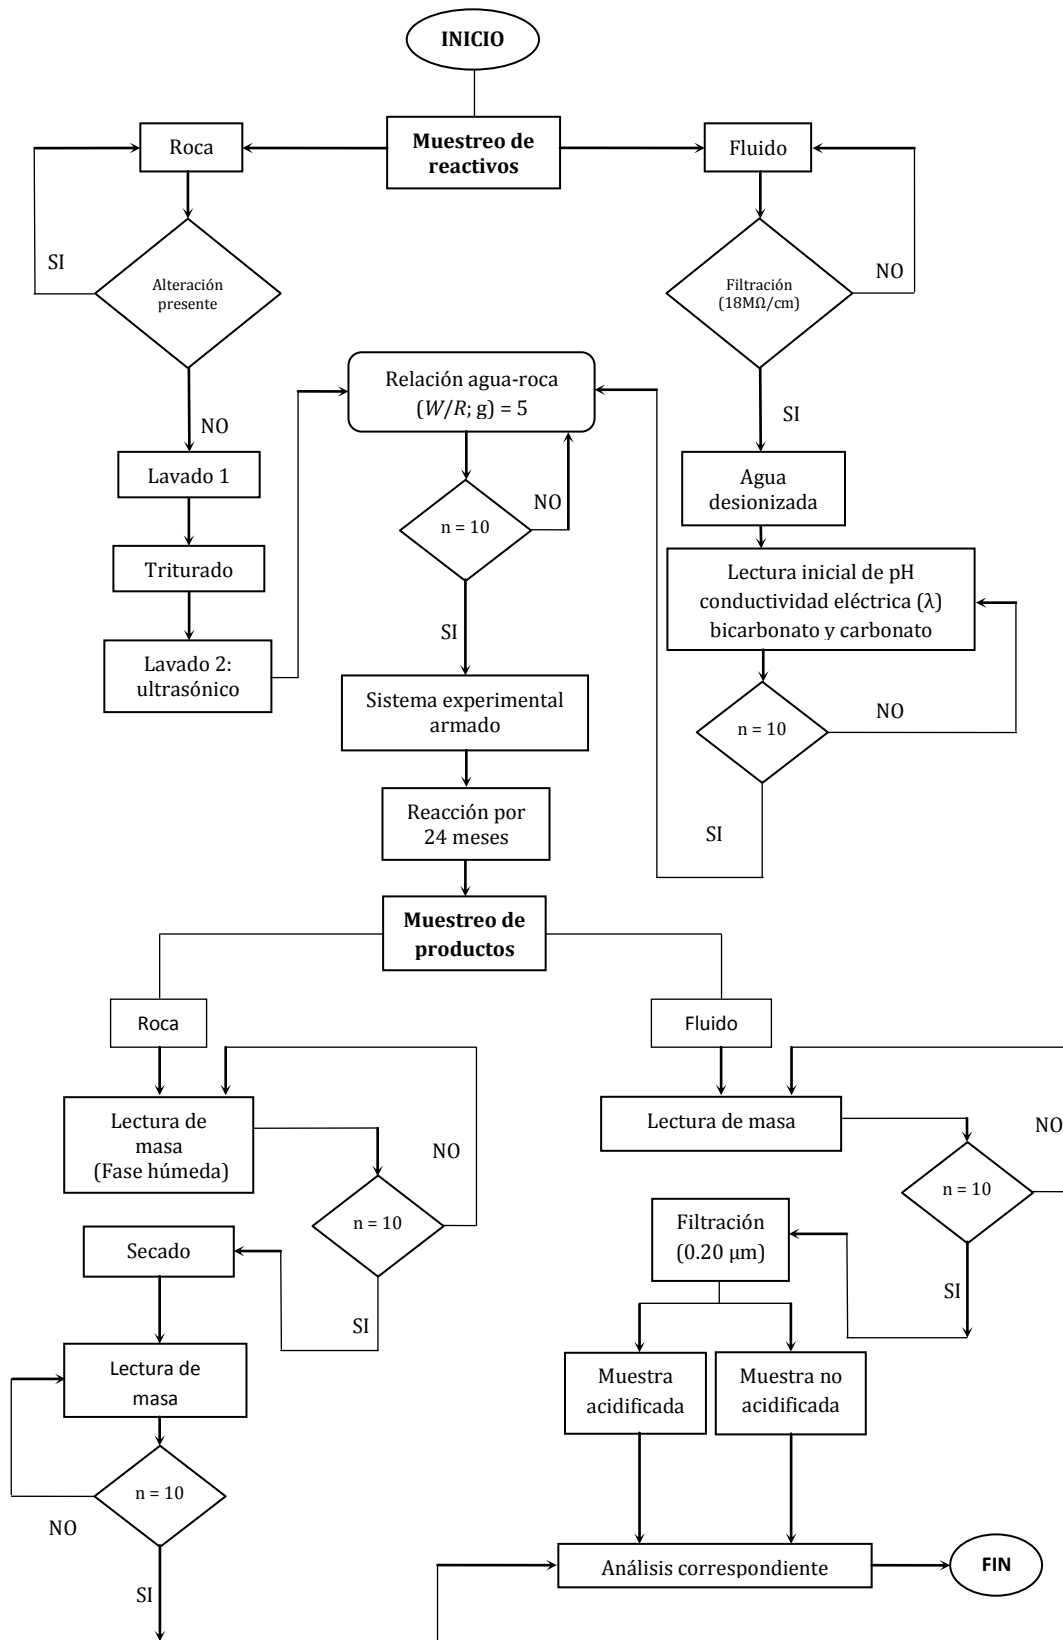 INICIO
Muestreo de
reactivos
Roca
Fluido
SI
Alteración
presente
NO
Filtración
(18MΩ/cm)
NO
SI
Lavado 1
Triturado
Lavado 2:
ultrasónico
Relación agua-roca
(W/R; g) = 5
n = 10
NO
SI
Agua
desionizada
Lectura inicial de pH
conductividad eléctrica (λ)
bicarbonato y carbonato
n = 10
NO
SI
Sistema experimental
armado
Reacción por
24 meses
Muestreo de
productos
Roca
Fluido
Lectura de
masa
(Fase húmeda)
n = 10
NO
SI
Secado
Lectura de
masa
n = 10
NO
SI
Lectura de masa
n = 10
NO
SI
Filtración
(0.20 µm)
Muestra
acidificada
Muestra no
acidificada
Análisis correspondiente
FIN